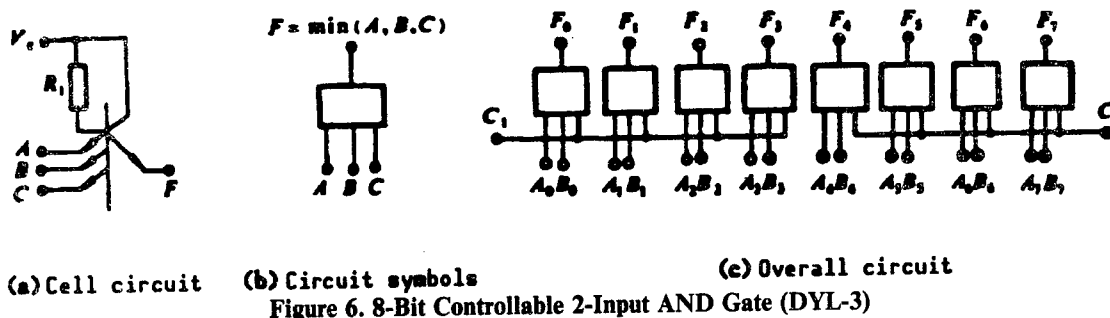 F = min(A, B.C)
F₀ F₁ F₂ F₃ F₄ F₅ F₆ F₇
V
R₁
C₁
C
A
B
C
F
A B C
A₀B₀ A₁B₁ A₂B₂ A₃B₃ A₄B₄ A₅B₅ A₆B₆ A₇B₇
(a) Cell circuit (b) Circuit symbols (c) Overall circuit
Figure 6. 8-Bit Controllable 2-Input AND Gate (DYL-3)